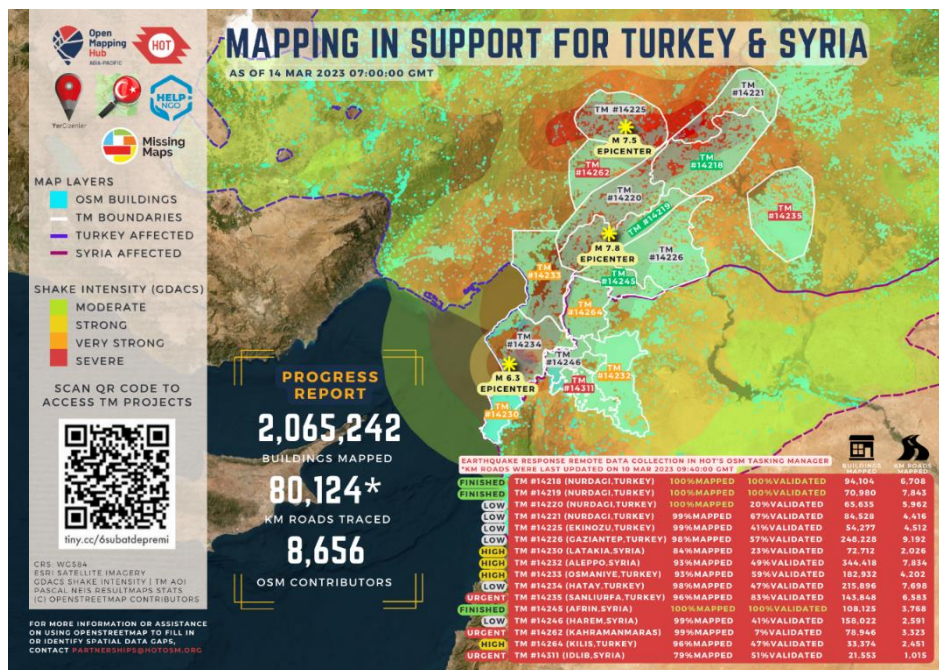 Open
Mapping
Hub
ASIA-PACIFIC
HOT
YerÇizenler
HELP
NGO
Missing
Maps
MAPPING IN SUPPORT FOR TURKEY & SYRIA
AS OF 14 MAR 2023 07:00:00 GMT
MAP LAYERS
OSM BUILDINGS
TM BOUNDARIES
TURKEY AFFECTED
SYRIA AFFECTED
SHAKE INTENSITY (GDACS)
MODERATE
STRONG
VERY STRONG
SEVERE
SCAN QR CODE TO
ACCESS TM PROJECTS
tiny.cc/6subatdepremi
CRS: WGS84
ESRI SATELLITE IMAGERY
GDACS SHAKE INTENSITY | TM AOI
PASCAL NEIS RESULTMAPS STATS
(C) OPENSTREETMAP CONTRIBUTORS
FOR MORE INFORMATION OR ASSISTANCE
ON USING OPENSTREETMAP TO FILL IN
OR IDENTIFY SPATIAL DATA GAPS,
CONTACT PARTNERSHIPS@HOTOSM.ORG
TM
#14221
TM #14225
M 7.5
EPICENTER
TM
#14262
TM
#14218
TM
#14220
TM #14219
TM
#14235
M 7.8
EPICENTER
TM
#14226
TM
#14233
TM
#14245
TM
#14264
TM
#14234
TM
#14246
M 6.3
EPICENTER
TM
#14311
TM
#14232
TM
#14230
PROGRESS
REPORT
2,065,242
BUILDINGS MAPPED
80,124*
KM ROADS TRACED
8,656
OSM CONTRIBUTORS
EARTHQUAKE RESPONSE REMOTE DATA COLLECTION IN HOT'S OSM TASKING MANAGER
*KM ROADS WERE LAST UPDATED ON 10 MAR 2023 09:40:00 GMT
BUILDINGS
MAPPED
KM ROADS
MAPPED
FINISHED TM #14218 (NURDAGI,TURKEY) 100%MAPPED 100%VALIDATED 94,104 6,708
FINISHED TM #14219 (NURDAGI,TURKEY) 100%MAPPED 100%VALIDATED 70,980 7,843
LOW TM #14220 (NURDAGI,TURKEY) 100%MAPPED 20%VALIDATED 85,635 5,962
LOW TM #14221 (NURDAGI,TURKEY) 99%MAPPED 67%VALIDATED 84,528 4,416
LOW TM #14225 (EKINOZU,TURKEY) 99%MAPPED 41%VALIDATED 54,277 4,512
LOW TM #14226 (GAZIANTEP,TURKEY) 98%MAPPED 57%VALIDATED 248,228 9,192
HIGH TM #14230 (LATAKIA,SYRIA) 84%MAPPED 23%VALIDATED 72,712 2,026
HIGH TM #14232 (ALEPPO,SYRIA) 93%MAPPED 49%VALIDATED 344,418 7,834
HIGH TM #14233 (OSMANIYE,TURKEY) 93%MAPPED 59%VALIDATED 182,932 4,202
LOW TM #14234 (HATAY,TURKEY) 98%MAPPED 47%VALIDATED 215,896 7,698
URGENT TM #14235 (SANLIURFA,TURKEY) 96%MAPPED 83%VALIDATED 143,848 6,583
FINISHED TM #14245 (AFRIN,SYRIA) 100%MAPPED 100%VALIDATED 108,125 3,768
LOW TM #14246 (HAREM,SYRIA) 99%MAPPED 41%VALIDATED 158,022 2,591
URGENT TM #14262 (KAHRAMANMARAS) 99%MAPPED 7%VALIDATED 78,946 3,323
HIGH TM #14264 (KILIS,TURKEY) 96%MAPPED 47%VALIDATED 33,374 2,451
URGENT TM #14311 (IDLIB,SYRIA) 79%MAPPED 51%VALIDATED 21,553 1,015